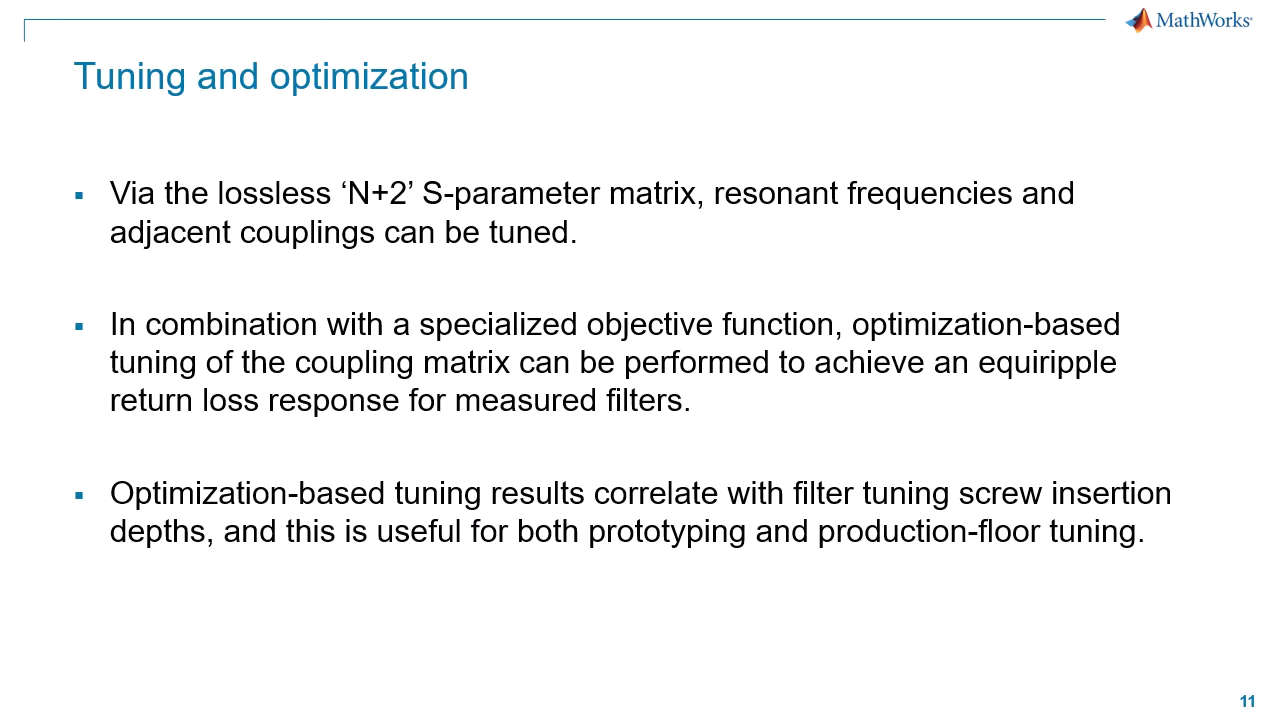 MathWorks®
Tuning and optimization
▪ Via the lossless ‘N+2’ S-parameter matrix, resonant frequencies and
adjacent couplings can be tuned.
▪ In combination with a specialized objective function, optimization-based
tuning of the coupling matrix can be performed to achieve an equiripple
return loss response for measured filters.
▪ Optimization-based tuning results correlate with filter tuning screw insertion
depths, and this is useful for both prototyping and production-floor tuning.
11